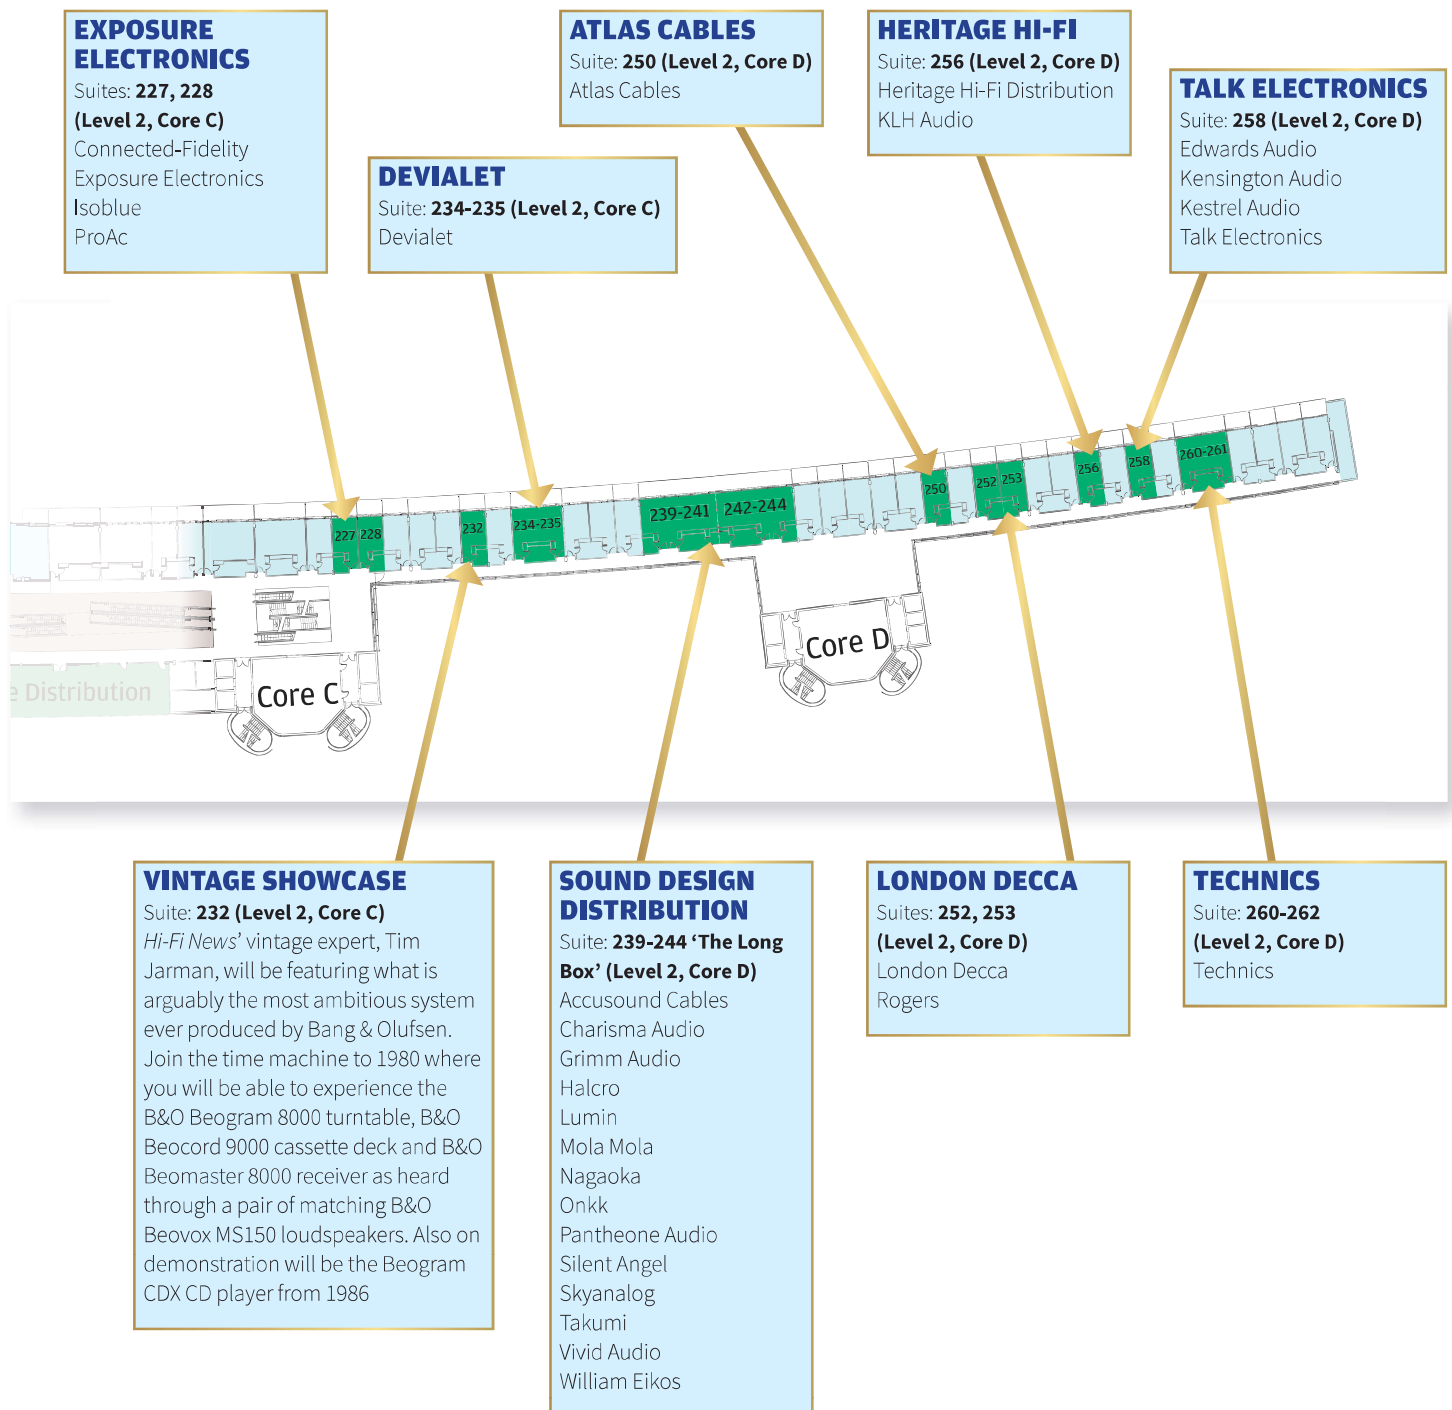 EXPOSURE
ELECTRONICS
Suites: 227, 228
(Level 2, Core C)
Connected-Fidelity
Exposure Electronics
Isoblue
ProAc
DEVIALET
Suite: 234-235 (Level 2, Core C)
Devialet
ATLAS CABLES
Suite: 250 (Level 2, Core D)
Atlas Cables
HERITAGE HI-FI
Suite: 256 (Level 2, Core D)
Heritage Hi-Fi Distribution
KLH Audio
TALK ELECTRONICS
Suite: 258 (Level 2, Core D)
Edwards Audio
Kensington Audio
Kestrel Audio
Talk Electronics
227
228
232
234-235
239-241
242-244
250
252
253
256
258
260-261
Core C
Core D
e Distribution
VINTAGE SHOWCASE
Suite: 232 (Level 2, Core C)
Hi-Fi News’ vintage expert, Tim
Jarman, will be featuring what is
arguably the most ambitious system
ever produced by Bang & Olufsen.
Join the time machine to 1980 where
you will be able to experience the
B&O Beogram 8000 turntable, B&O
Beocord 9000 cassette deck and B&O
Beomaster 8000 receiver as heard
through a pair of matching B&O
Beovox MS150 loudspeakers. Also on
demonstration will be the Beogram
CDX CD player from 1986
SOUND DESIGN
DISTRIBUTION
Suite: 239-244 ‘The Long
Box’ (Level 2, Core D)
Accusound Cables
Charisma Audio
Grimm Audio
Halcro
Lumin
Mola Mola
Nagaoka
Onkk
Pantheone Audio
Silent Angel
Skyanalog
Takumi
Vivid Audio
William Eikos
LONDON DECCA
Suites: 252, 253
(Level 2, Core D)
London Decca
Rogers
TECHNICS
Suite: 260-262
(Level 2, Core D)
Technics